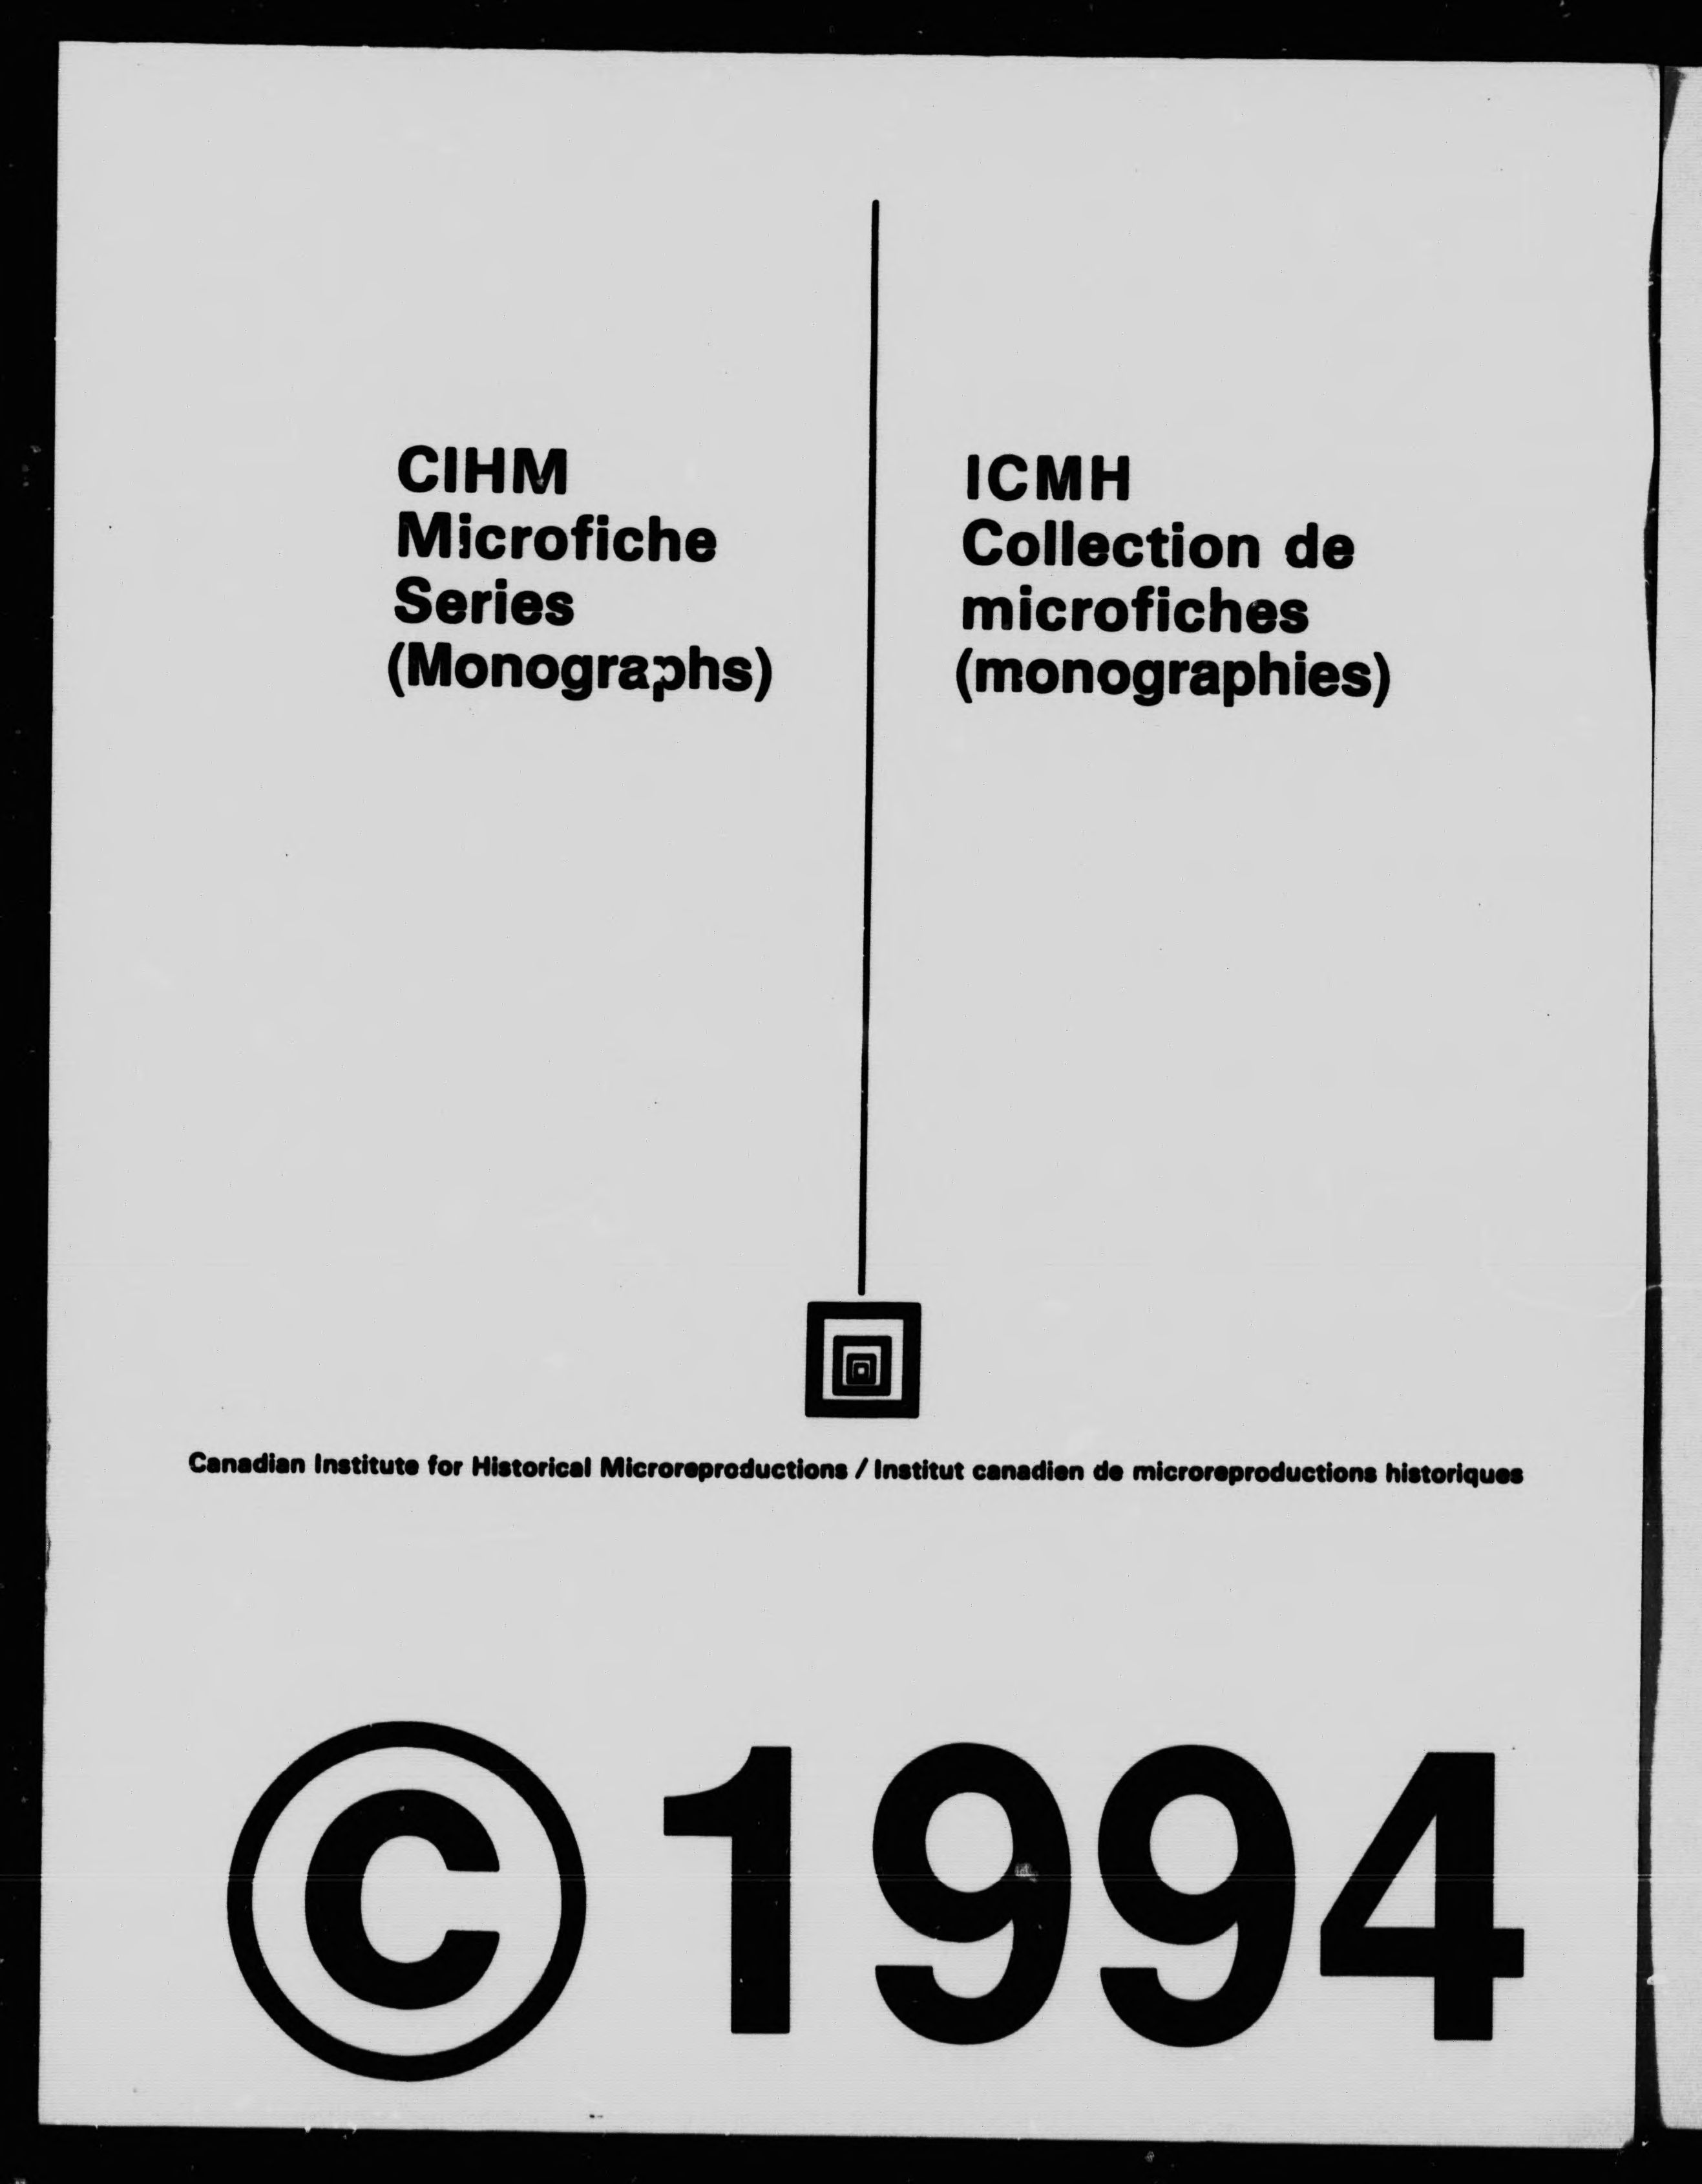 CIHM
Microfiche
Series
(Monographs)
ICMH
Collection de
microfiches
(monographies)
Canadian Institute for Historical Microreproductions / Institut canadien de microreproductions historiques
© 1994